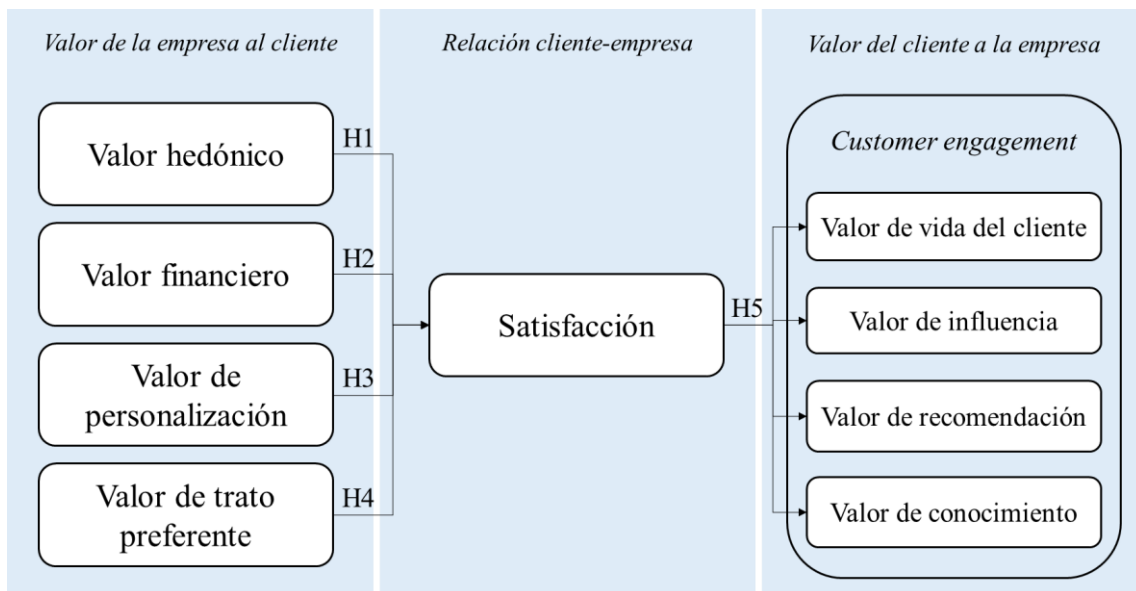 Valor de la empresa al cliente
Relación cliente-empresa
Valor del cliente a la empresa
Valor hedónico
H1
Valor financiero
H2
Valor de
personalización
H3
Valor de trato
preferente
H4
Satisfacción
H5
Customer engagement
Valor de vida del cliente
Valor de influencia
Valor de recomendación
Valor de conocimiento